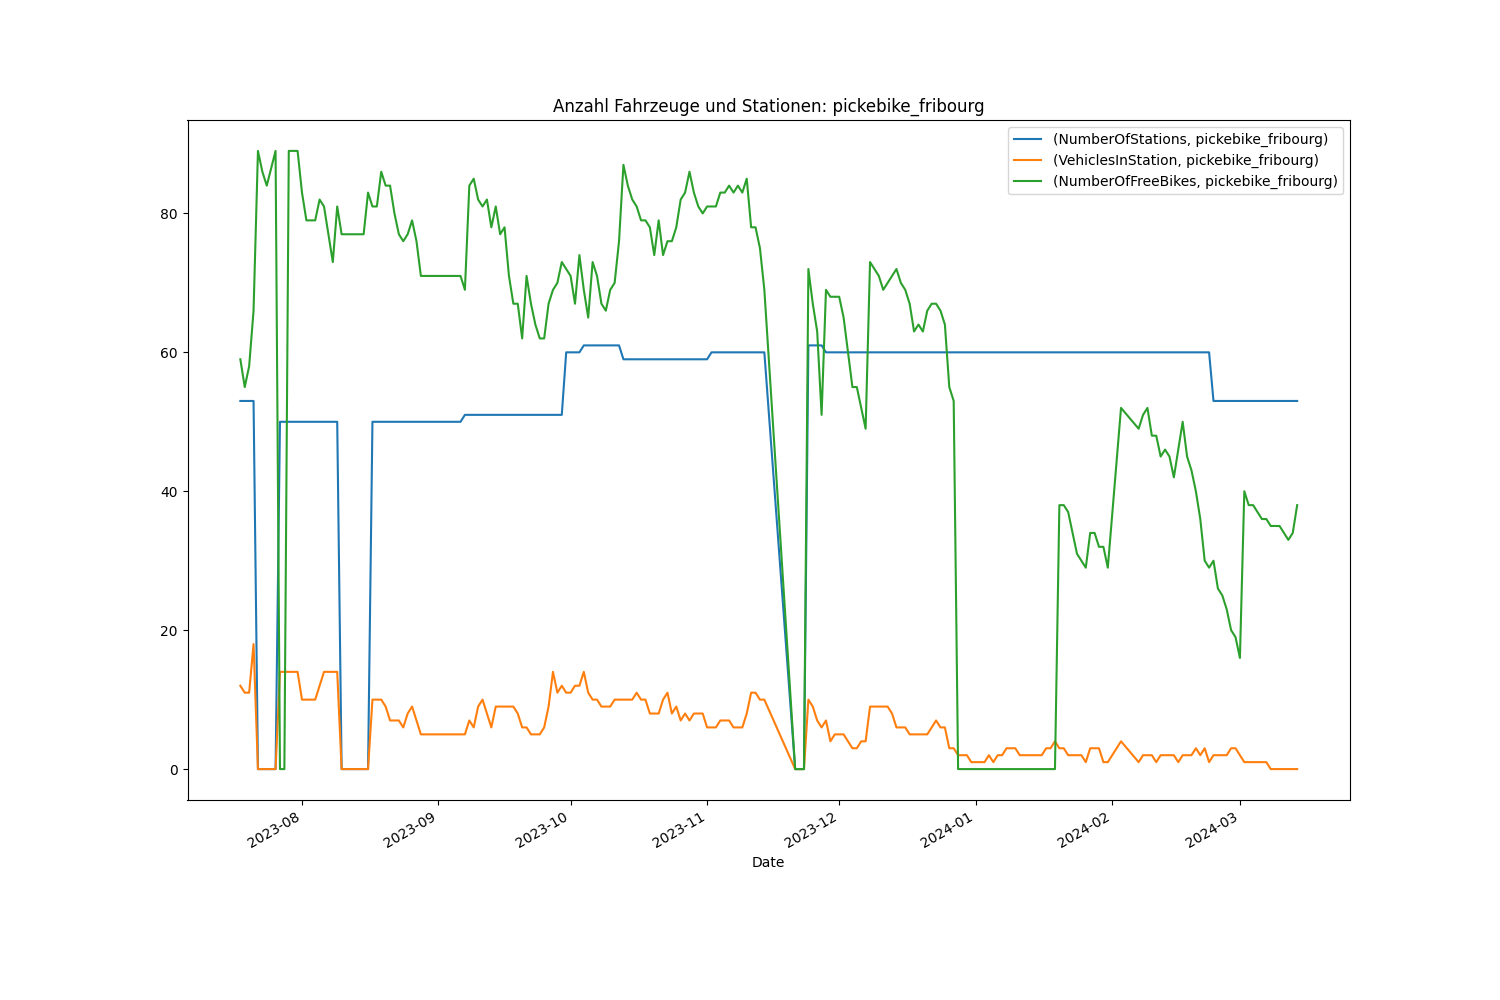 Anzahl Fahrzeuge und Stationen: pickebike_fribourg
(NumberOfStations, pickebike_fribourg)
(VehiclesInStation, pickebike_fribourg)
(NumberOfFreeBikes, pickebike_fribourg)
80
60
40
20
0
2023-08
2023-09
2023-10
2023-11
2023-12
2024-01
2024-02
2024-03
Date